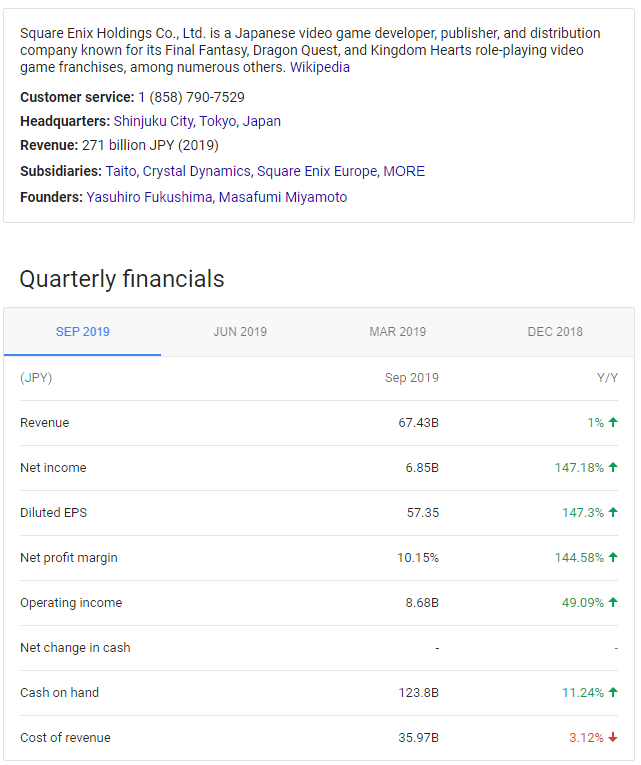 Square Enix Holdings Co., Ltd. is a Japanese video game developer, publisher, and distribution
company known for its Final Fantasy, Dragon Quest, and Kingdom Hearts role-playing video
game franchises, among numerous others. Wikipedia
Customer service: 1 (858) 790-7529
Headquarters: Shinjuku City, Tokyo, Japan
Revenue: 271 billion JPY (2019)
Subsidiaries: Taito, Crystal Dynamics, Square Enix Europe, MORE
Founders: Yasuhiro Fukushima, Masafumi Miyamoto
Quarterly financials
SEP 2019 JUN 2019 MAR 2019 DEC 2018
(JPY) Sep 2019 Y/Y
Revenue 67.43B 1% ↑
Net income 6.85B 147.18% ↑
Diluted EPS 57.35 147.3% ↑
Net profit margin 10.15% 144.58% ↑
Operating income 8.68B 49.09% ↑
Net change in cash - -
Cash on hand 123.8B 11.24% ↑
Cost of revenue 35.97B 3.12% ↓